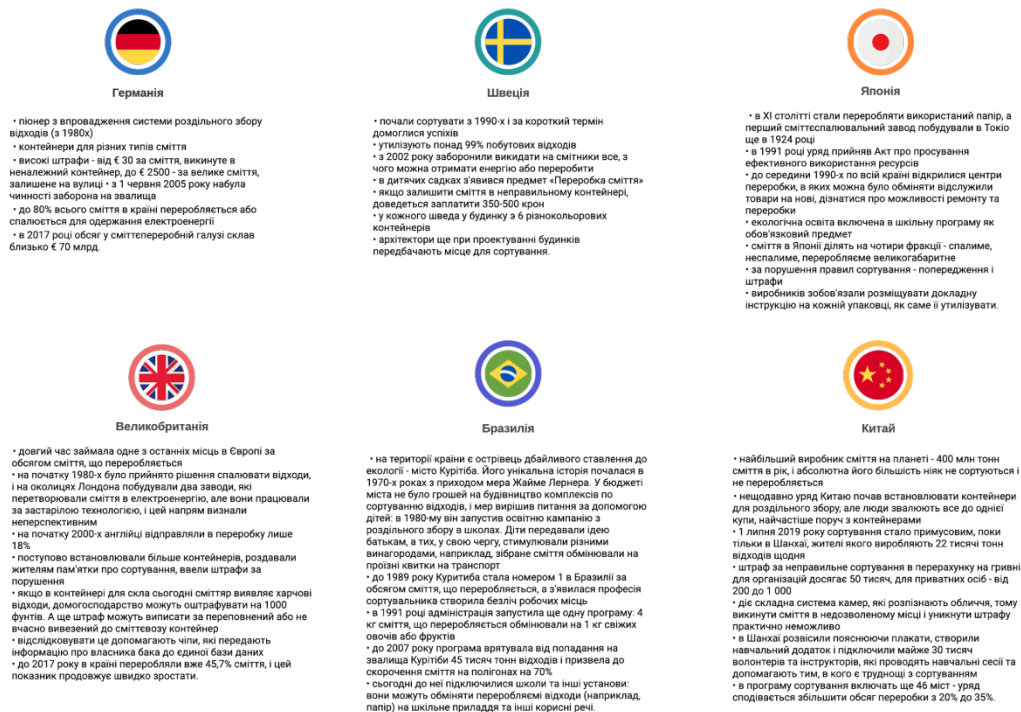 Германія
• піонер з впровадження системи роздільного збору
відходів (з 1980х)
• контейнери для різних типів сміття
• високі штрафи - від € 30 за сміття, викинуте в
неналежний контейнер, до € 2500 - за велике сміття,
залишене на вулиці • з 1 червня 2005 року набула
чинності заборона на звалища
• до 80% всього сміття в країні переробляється або
спалюється для одержання електроенергії
• в 2017 році обсяг у сміттєпереробній галузі склав
близько € 70 млрд.
Швеція
• почали сортувати з 1990-х і за короткий термін
домоглися успіхів
• утилізують понад 99% побутових відходів
• з 2002 року заборонили викидати на смітники все, з
чого можна отримати енергію або переробити
• в дитячих садках з'явився предмет «Переробка сміття»
• якщо залишити сміття в неправильному контейнері,
доведеться заплатити 350-500 крон
• у кожного шведа у будинку э 6 різнокольорових
контейнерів
• архітектори ще при проектуванні будинків
передбачають місце для сортування.
Японія
• в XI столітті стали переробляти використаний папір, а
перший сміттєспалювальний завод побудували в Токіо
ще в 1924 році
• в 1991 році уряд прийняв Акт про просування
ефективного використання ресурсів
• до середини 1990-х по всій країні відкрилися центри
переробки, в яких можна було обміняти відслужили
товари на нові, дізнатися про можливості ремонту та
переробки
• екологічна освіта включена в шкільну програму як
обов'язковий предмет
• сміття в Японії ділять на чотири фракції - спалиме,
неспалиме, переробляєме великогабаритне
• за порушення правил сортування - попередження і
штрафи
• виробників зобов'язали розміщувати докладну
інструкцію на кожній упаковці, як саме її утилізувати.
Великобританія
• довгий час займала одне з останніх місць в Європі за
обсягом сміття, що переробляється
• на початку 1980-х було прийнято рішення спалювати відходи,
і на околицях Лондона побудували два заводи, які
перетворювали сміття в електроенергію, але вони працювали
за застарілою технологією, і цей напрям визнали
неперспективним
• на початку 2000-х англійці відправляли в переробку лише
18%
• поступово встановлювали більше контейнерів, роздавали
жителям пам'ятки про сортування, ввели штрафи за
порушення
• якщо в контейнері для скла сьогодні сміттяр виявляє харчові
відходи, домогосподарство можуть оштрафувати на 1000
фунтів. А ще штраф можуть виписати за переповнений або не
вчасно вивезений до сміттєвозу контейнер
• відслідковувати це допомагають чіпи, які передають
інформацію про власника бака до єдиної бази даних
• до 2017 року в країні переробляли вже 45,7% сміття, і цей
показник продовжує швидко зростати.
Бразилія
• на території країни є острівець дбайливого ставлення до
екології - місто Курітіба. Його унікальна історія почалася в
1970-х роках з приходом мера Жайме Лернера. У бюджеті
міста не було грошей на будівництво комплексів по
сортуванню відходів, і мер вирішив питання за допомогою
дітей: в 1980-му він запустив освітню кампанію з
роздільного збору в школах. Діти передавали ідею
батькам, а тих, у свою чергу, стимулювали різними
винагородами, наприклад, зібране сміття обмінювали на
проїзні квитки на транспорт
• до 1989 року Куритиба стала номером 1 в Бразилії за
обсягом сміття, що переробляється, а з'явилася професія
сортувальника створила безліч робочих місць
• в 1991 році адміністрація запустила ще одну програму: 4
кг сміття, що переробляється обмінювали на 1 кг свіжих
овочів або фруктів
• до 2007 року програма врятувала від попадання на
звалища Курітіби 45 тисяч тонн відходів і призвела до
скорочення сміття на полігонах на 70%
• сьогодні до неї підключилися школи та інші установи:
вони можуть обміняти переробляємі відходи (наприклад,
папір) на шкільне приладдя та інші корисні речі.
Китай
• найбільший виробник сміття на планеті - 400 млн тонн
сміття в рік, і абсолютна його більшість ніяк не сортуються і
не переробляється
• нещодавно уряд Китаю почав встановлювати контейнери
для роздільного збору, але люди звалюють все до однієї
купи, найчастіше поруч з контейнерами
• 1 липня 2019 року сортування стало примусовим, поки
тільки в Шанхаї, жителі якого виробляють 22 тисячі тонн
відходів щодня
• штраф за неправильне сортування в перерахунку на гривні
для організацій досягає 50 тисяч, для приватних осіб - від
200 до 1 000
• діє складна система камер, які розпізнають обличчя, тому
викинути сміття в недозволеному місці і уникнути штрафу
практично неможливо
• в Шанхаї розвісили пояснюючі плакати, створили
навчальний додаток і підключили майже 30 тисяч
волонтерів та інструкторів, які проводять навчальні сесії та
допомагають тим, в кого є труднощі з сортуванням
• в програму сортування включать ще 46 міст - уряд
сподівається збільшити обсяг переробки з 20% до 35%.